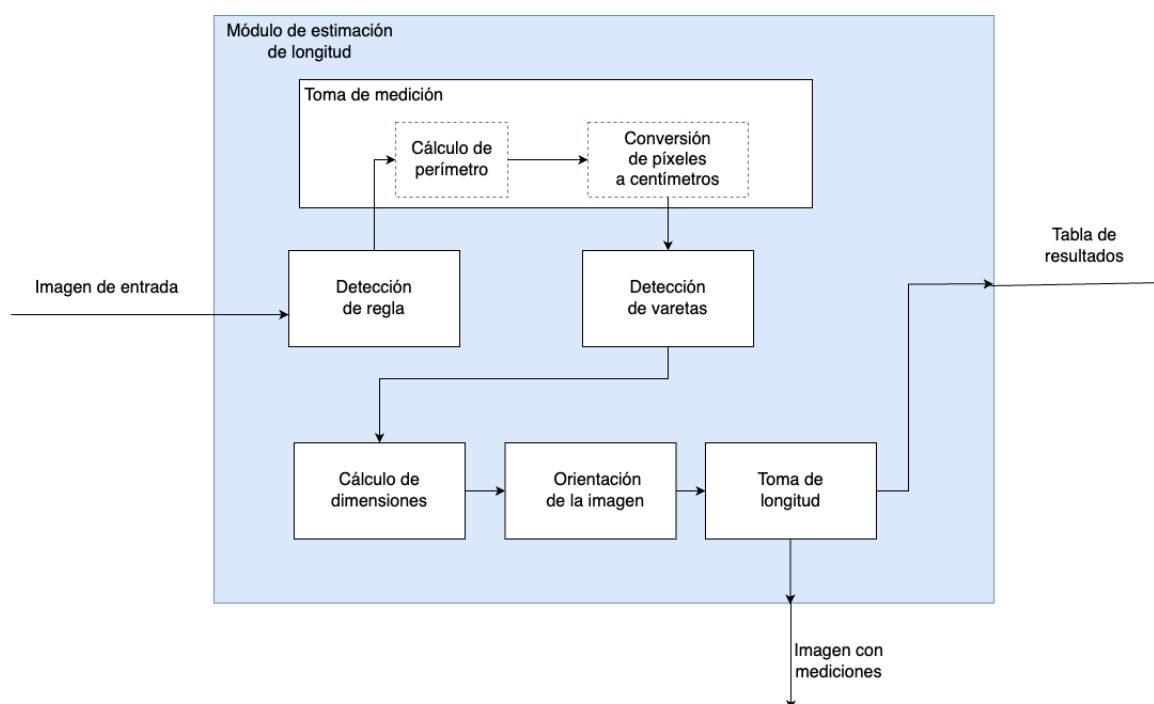 Módulo de estimación
de longitud
Toma de medición
Cálculo de
perímetro
Conversión
de píxeles
a centímetros
Imagen de entrada
Detección
de regla
Detección
de varetas
Tabla de
resultados
Cálculo de
dimensiones
Orientación
de la imagen
Toma de
longitud
Imagen con
mediciones